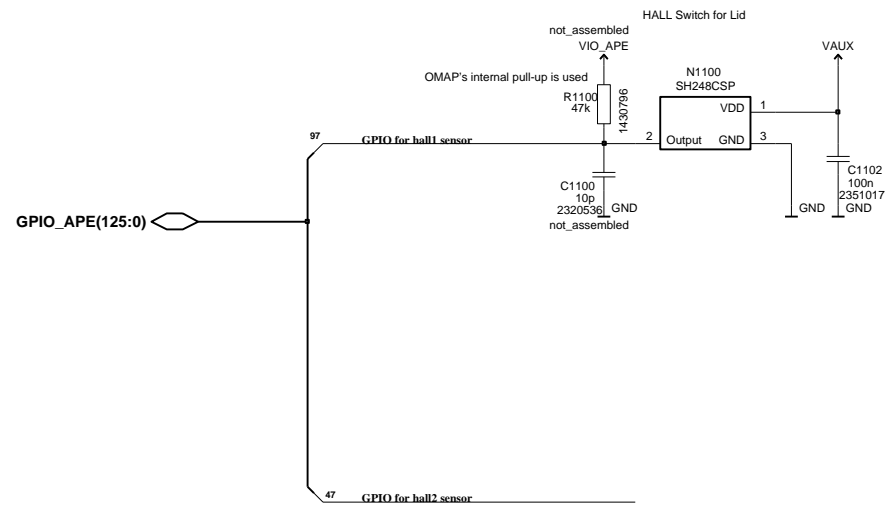 HALL Switch for Lid
not_assembled
VIO_APE
VAUX
OMAP's internal pull-up is used
N1100
SH248CSP
R1100
47k
1430796
VDD
1
97
GPIO for hall1 sensor
2
Output
GND
3
C1100
10p
2320536
GND
not_assembled
C1102
100n
2351017
GND
GND
GPIO_APE(125:0)
47
GPIO for hall2 sensor